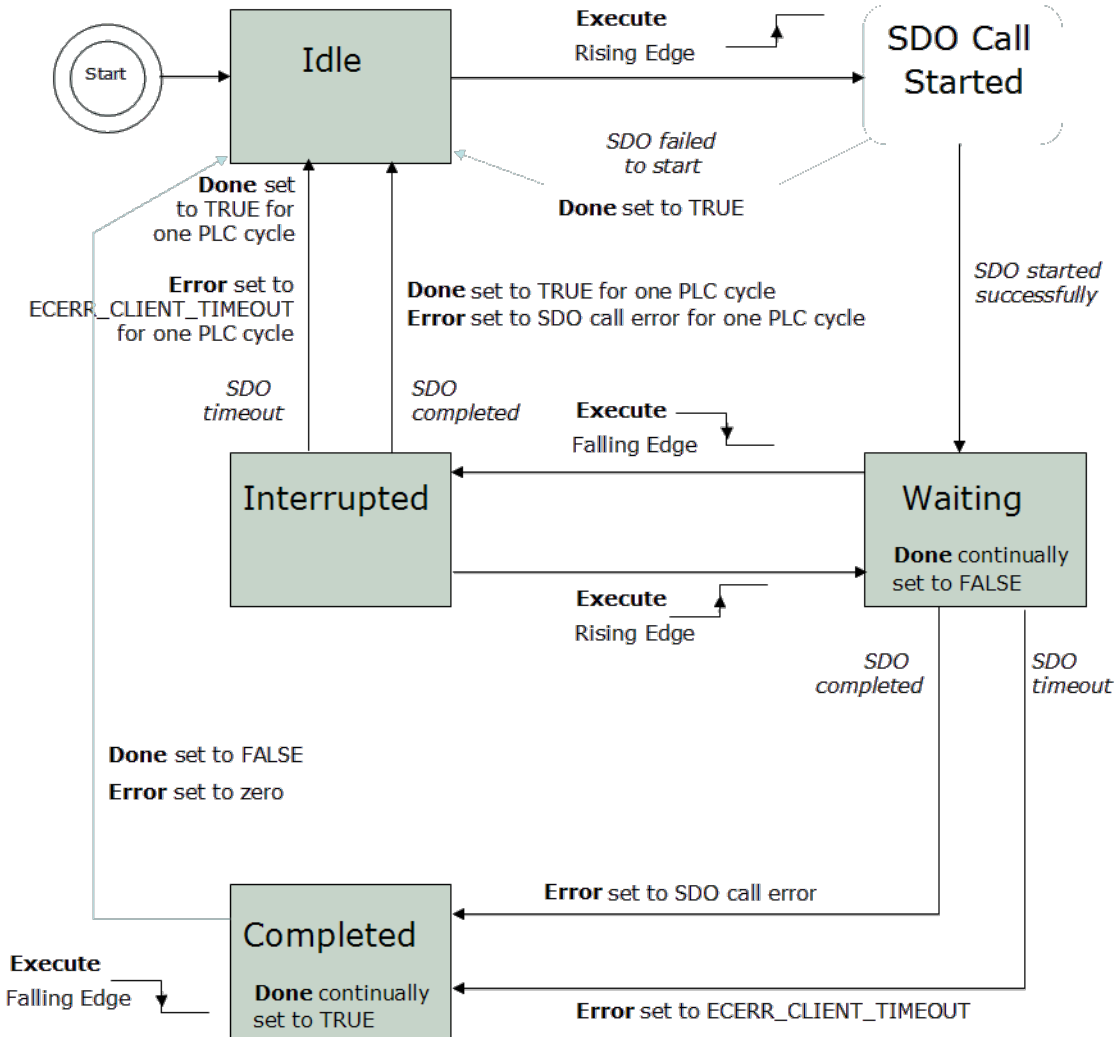 Start
Idle
Execute
Rising Edge
SDO Call
Started
SDO failed
to start
Done set to TRUE
Done set
to TRUE for
one PLC cycle
Error set to
ECERR_CLIENT_TIMEOUT
for one PLC cycle
Done set to TRUE for one PLC cycle
Error set to SDO call error for one PLC cycle
SDO started
successfully
SDO
timeout
SDO
completed
Execute
Falling Edge
Interrupted
Waiting
Done continually
set to FALSE
Execute
Rising Edge
SDO
completed
SDO
timeout
Done set to FALSE
Error set to zero
Error set to SDO call error
Completed
Done continually
set to TRUE
Execute
Falling Edge
Error set to ECERR_CLIENT_TIMEOUT